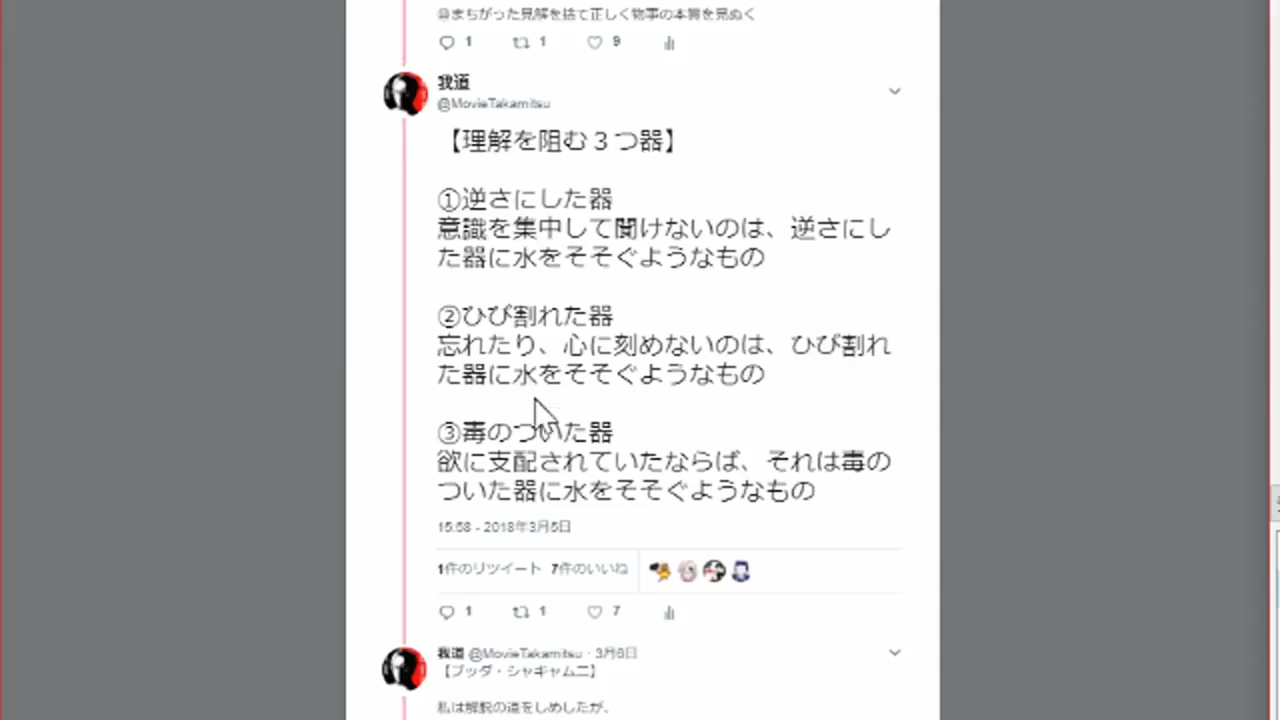 @まちがった見解を捨て正しく物事の本質を見ぬく
1 1 9
我道
@MovieTakamitsu
【理解を阻む３つ器】
①逆さにした器
意識を集中して聞けないのは、逆さにし
た器に水をそそぐようなもの
②ひび割れた器
忘れたり、心に刻めないのは、ひび割れ
た器に水をそそぐようなもの
③毒のついた器
欲に支配されていたならば、それは毒の
ついた器に水をそそぐようなもの
15:58 - 2018年3月5日
1件のリツイート 7件のいいね
1 1 7
我道 @MovieTakamitsu · 3月6日
【ブッダ・シャキャムニ】
私は解脱の道をしめしたが、